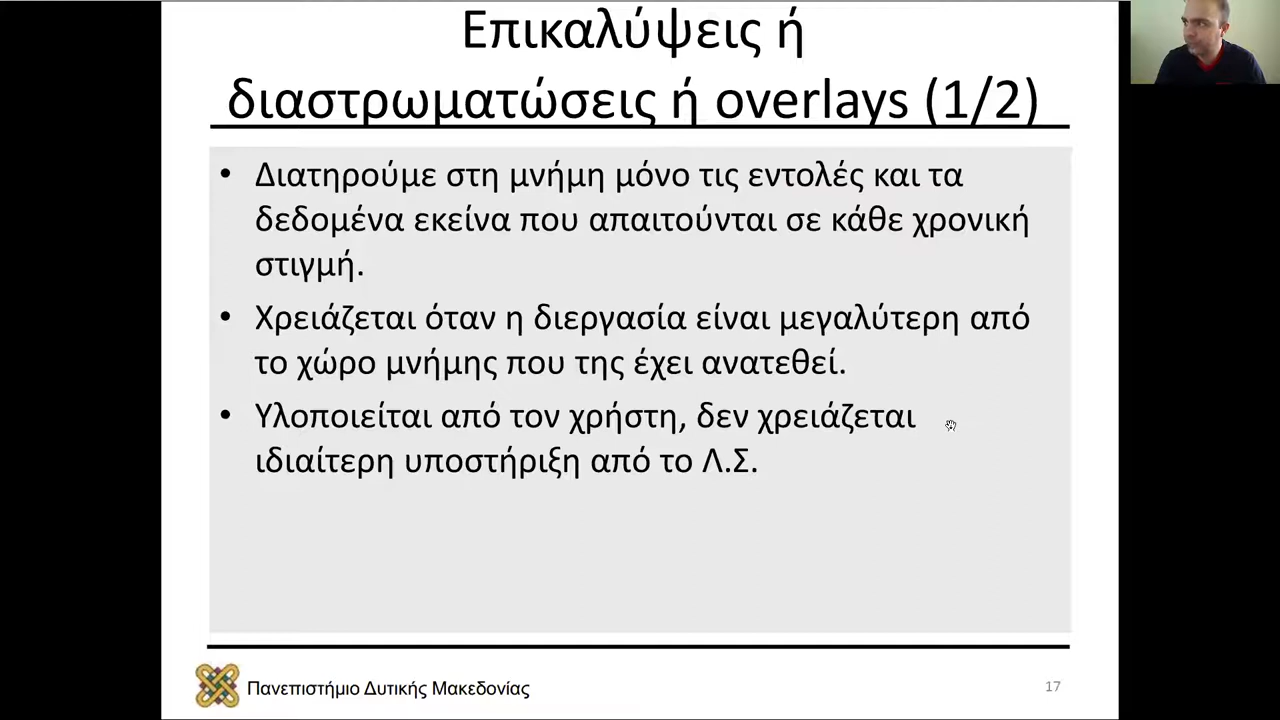 Επικαλύψεις ή
διαστρωματώσεις ή overlays (1/2)
• Διατηρούμε στη μνήμη μόνο τις εντολές και τα
δεδομένα εκείνα που απαιτούνται σε κάθε χρονική
στιγμή.
• Χρειάζεται όταν η διεργασία είναι μεγαλύτερη από
το χώρο μνήμης που της έχει ανατεθεί.
• Υλοποιείται από τον χρήστη, δεν χρειάζεται
ιδιαίτερη υποστήριξη από το Λ.Σ.
Πανεπιστήμιο Δυτικής Μακεδονίας
17